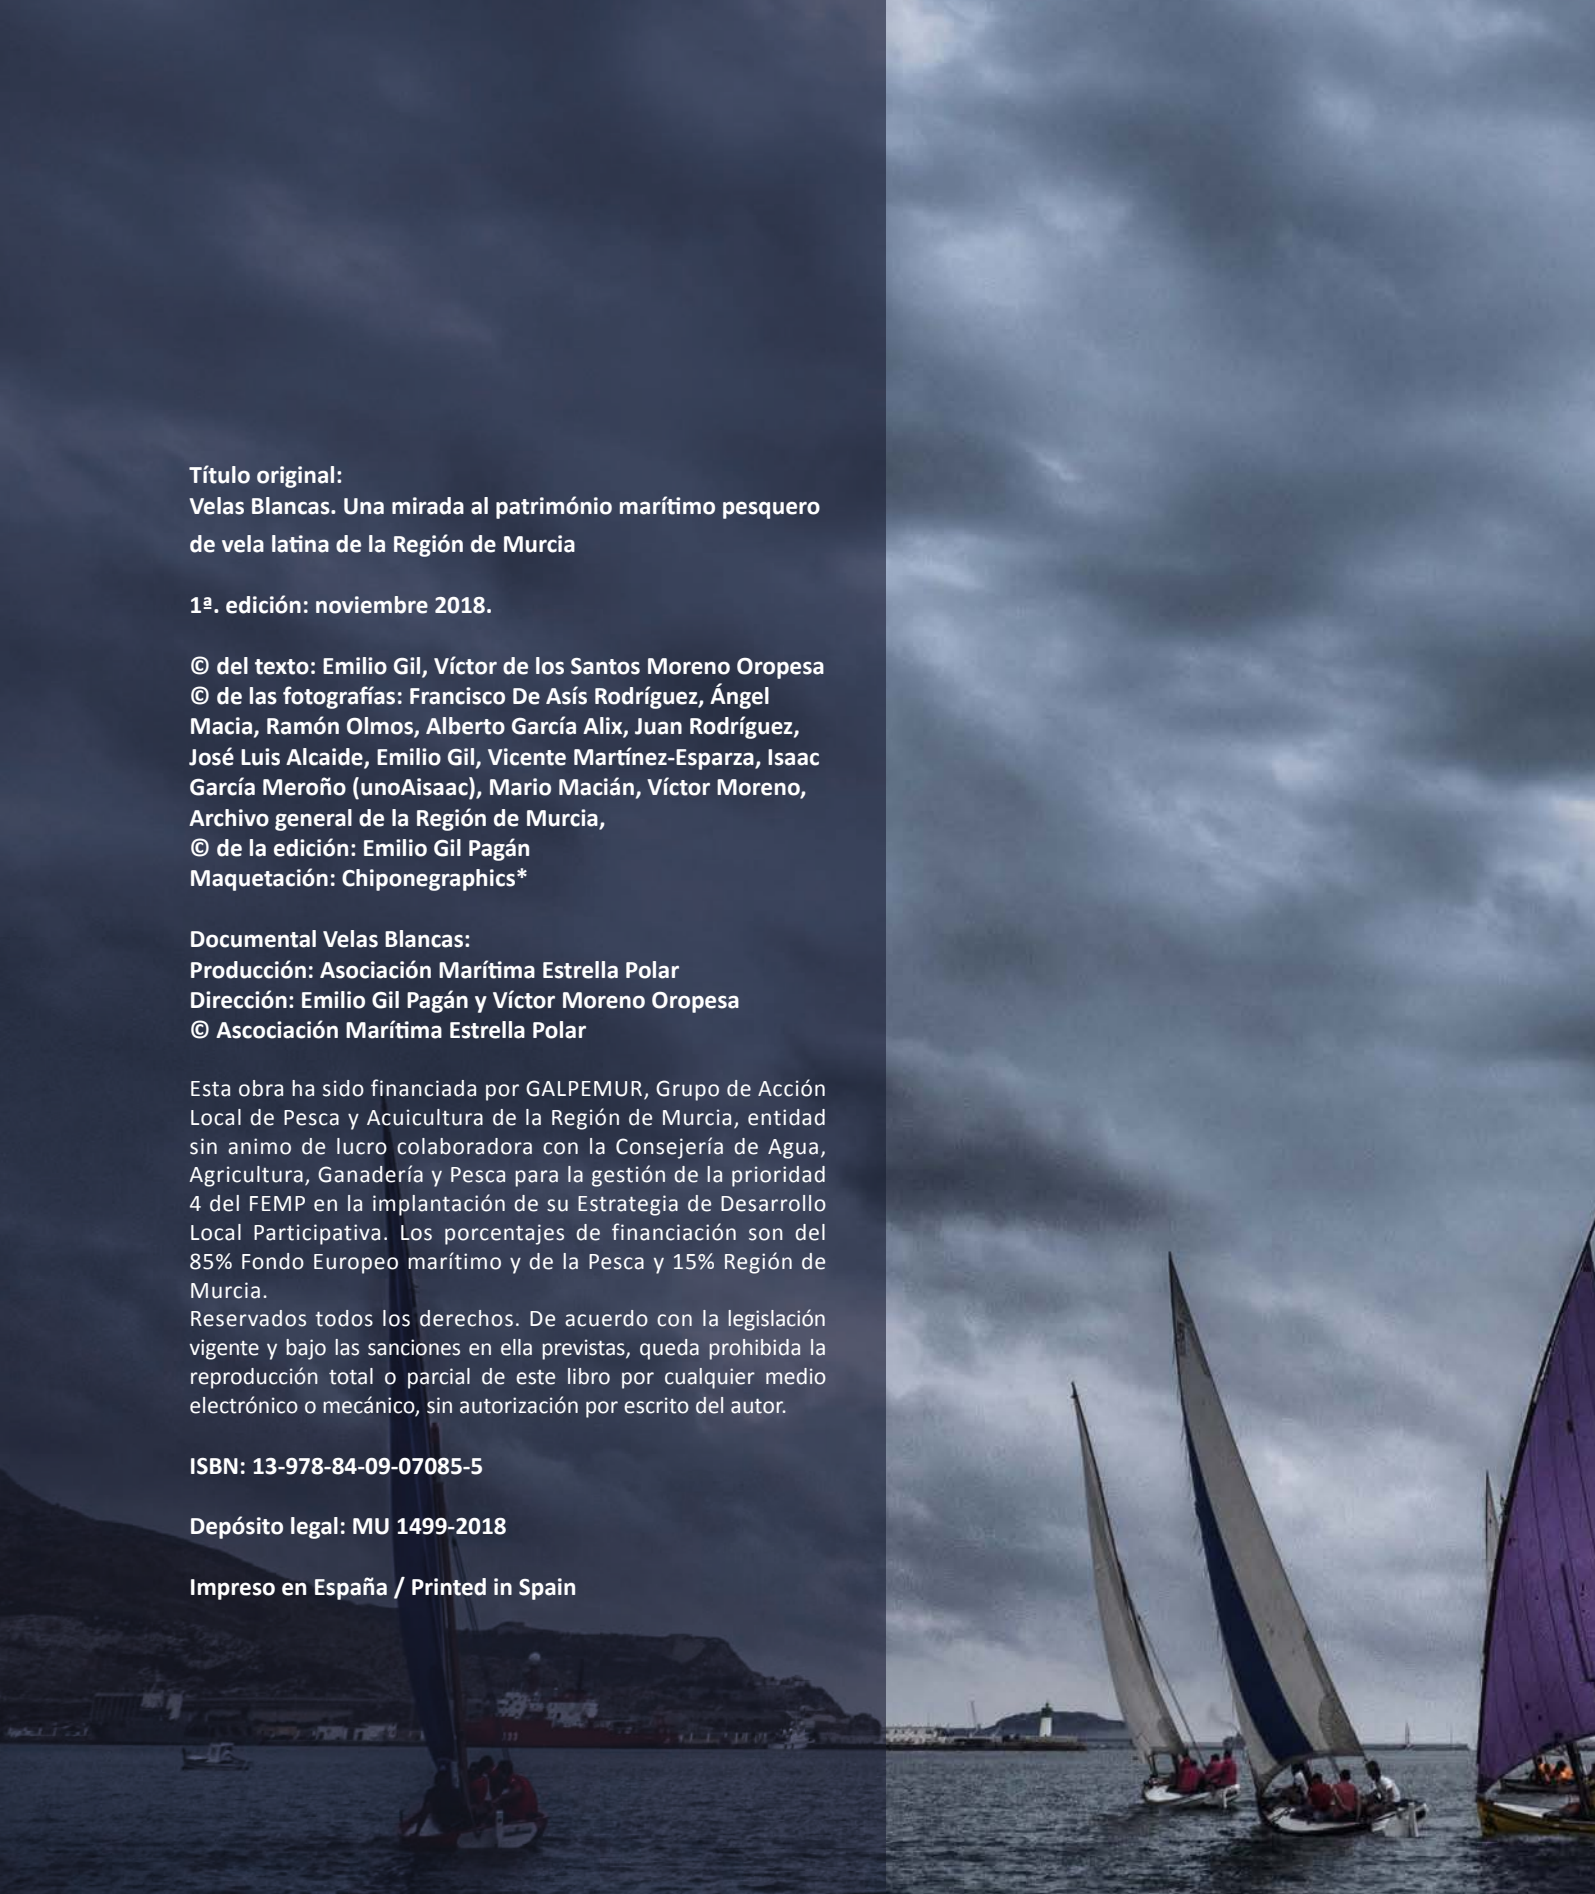 Título original:
Velas Blancas. Una mirada al património marítimo pesquero
de vela latina de la Región de Murcia
1ª. edición: noviembre 2018.
© del texto: Emilio Gil, Víctor de los Santos Moreno Oropesa
© de las fotografías: Francisco De Asís Rodríguez, Ángel
Macia, Ramón Olmos, Alberto García Alix, Juan Rodríguez,
José Luis Alcaide, Emilio Gil, Vicente Martínez-Esparza, Isaac
García Meroño (unoAisaac), Mario Macián, Víctor Moreno,
Archivo general de la Región de Murcia,
© de la edición: Emilio Gil Pagán
Maquetación: Chiponegraphics*
Documental Velas Blancas:
Producción: Asociación Marítima Estrella Polar
Dirección: Emilio Gil Pagán y Víctor Moreno Oropesa
© Ascociación Marítima Estrella Polar
Esta obra ha sido financiada por GALPEMUR, Grupo de Acción
Local de Pesca y Acuicultura de la Región de Murcia, entidad
sin animo de lucro colaboradora con la Consejería de Agua,
Agricultura, Ganadería y Pesca para la gestión de la prioridad
4 del FEMP en la implantación de su Estrategia de Desarrollo
Local Participativa. Los porcentajes de financiación son del
85% Fondo Europeo marítimo y de la Pesca y 15% Región de
Murcia.
Reservados todos los derechos. De acuerdo con la legislación
vigente y bajo las sanciones en ella previstas, queda prohibida la
reproducción total o parcial de este libro por cualquier medio
electrónico o mecánico, sin autorización por escrito del autor.
ISBN: 13-978-84-09-07085-5
Depósito legal: MU 1499-2018
Impreso en España / Printed in Spain